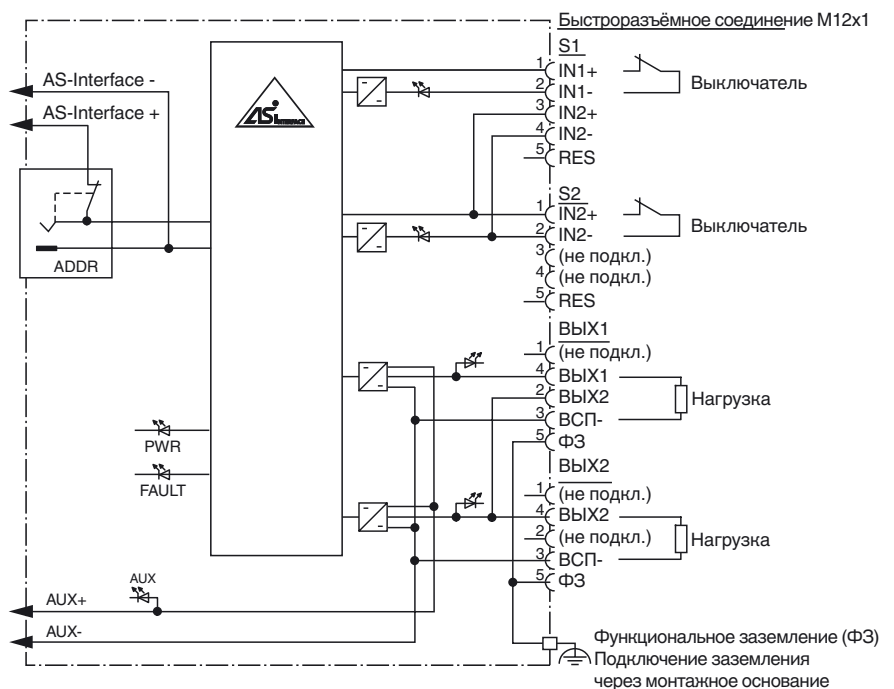 Быстроразъёмное соединение M12x1
S1
1 IN1+
2 IN1-
3 IN2+
4 IN2-
5 RES
Выключатель
AS-Interface -
AS-Interface +
ADDR
AS-INTERFACE
S2
1 IN2+
2 IN2-
3 (не подкл.)
4 (не подкл.)
5 RES
Выключатель
ВЫХ1
1 (не подкл.)
4 ВЫХ1
2 ВЫХ2
3 ВСП-
5 ФЗ
Нагрузка
PWR
FAULT
ВЫХ2
1 (не подкл.)
4 ВЫХ2
2 (не подкл.)
3 ВСП-
5 ФЗ
Нагрузка
AUX
AUX+
AUX-
Функциональное заземление (ФЗ)
Подключение заземления
через монтажное основание